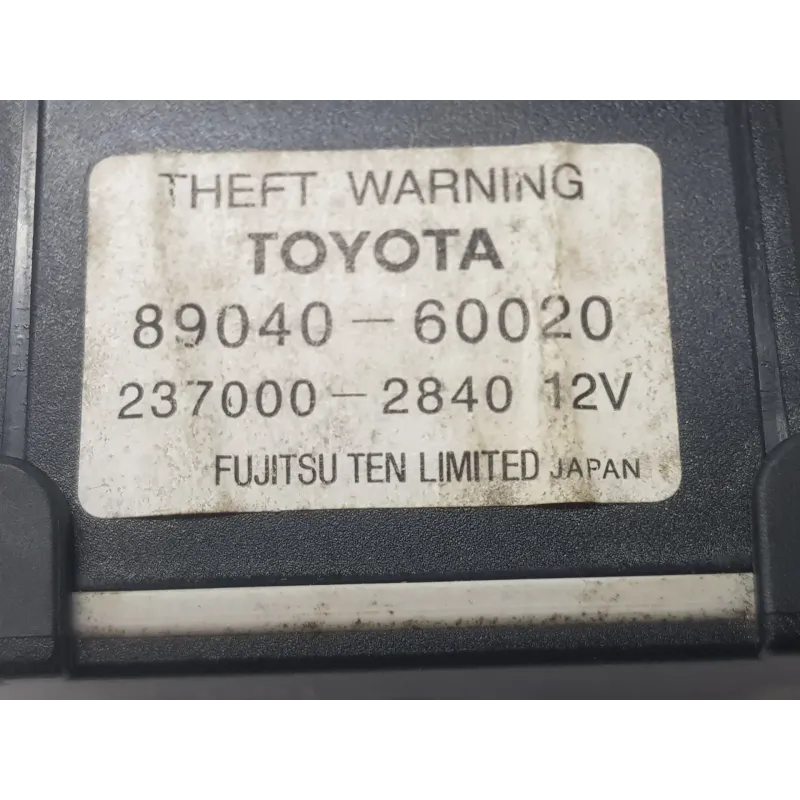 THEFT WARNING
TOYOTA
89040-60020
237000-2840 12V
FUJITSU TEN LIMITED JAPAN